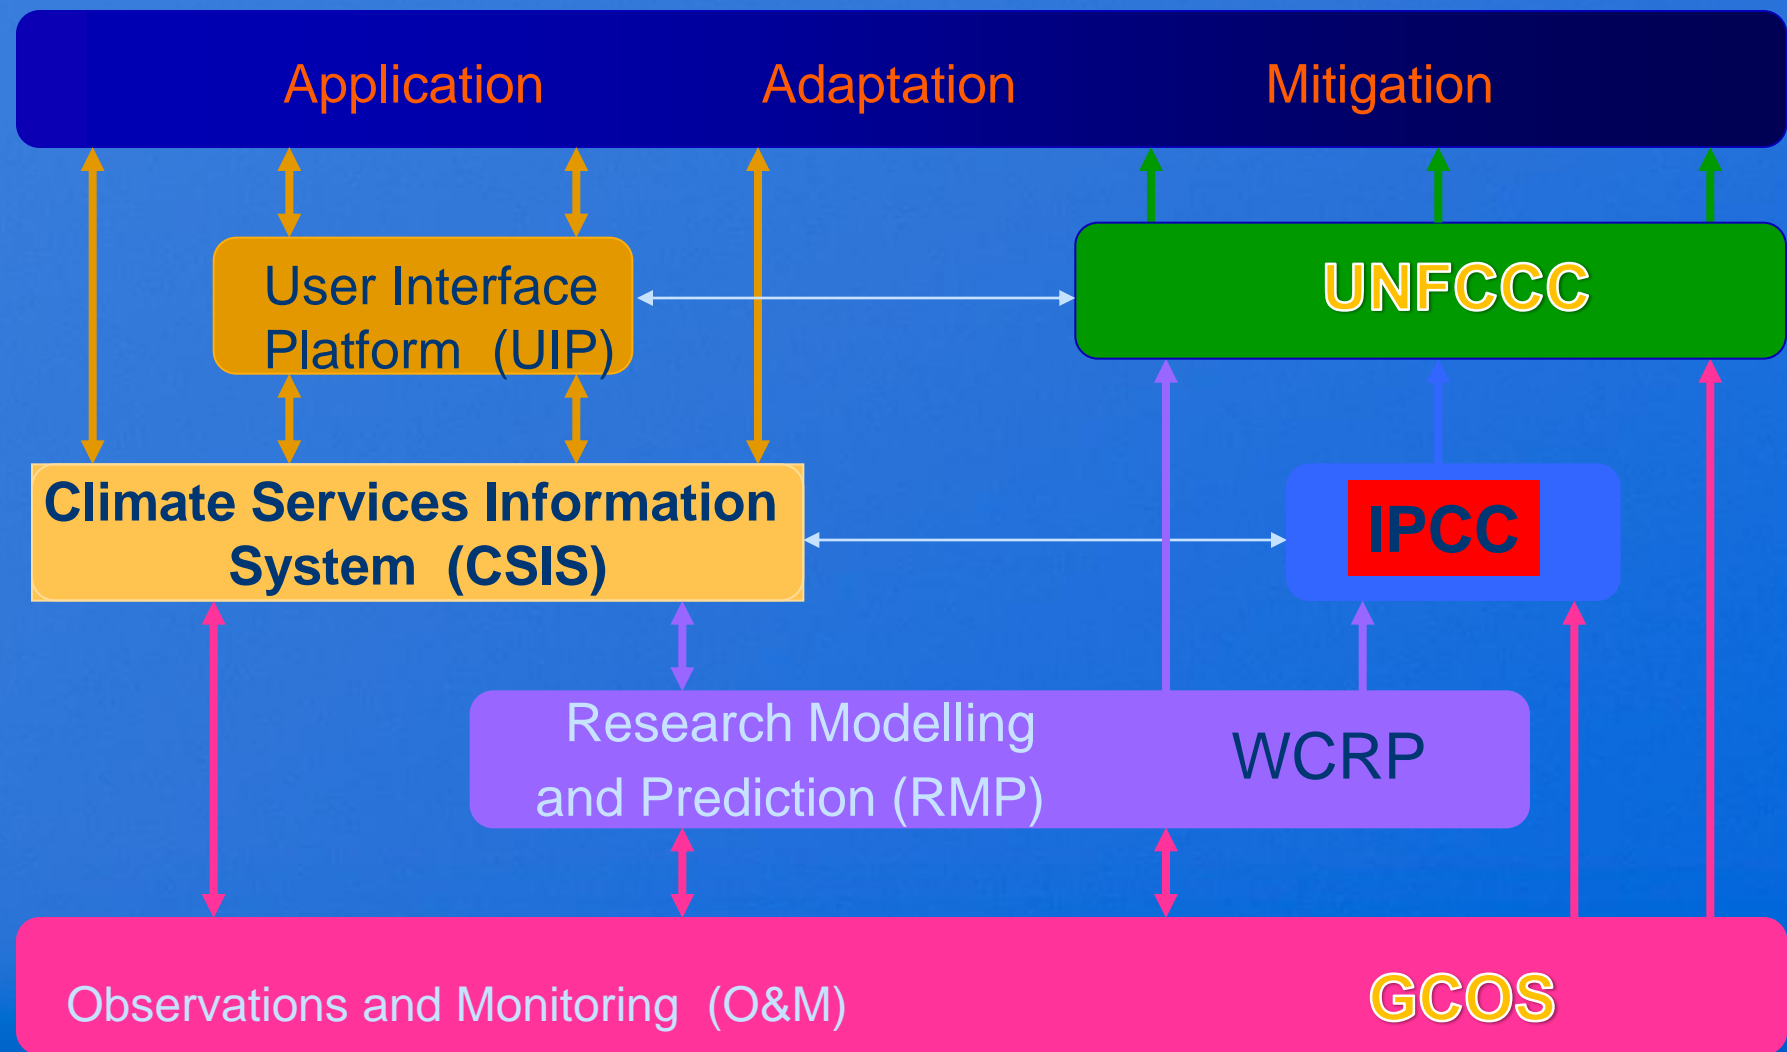 Application Adaptation Mitigation
User Interface
Platform (UIP)
UNFCCC
Climate Services Information
System (CSIS)
IPCC
Research Modelling
and Prediction (RMP)
WCRP
Observations and Monitoring (O&M)
GCOS